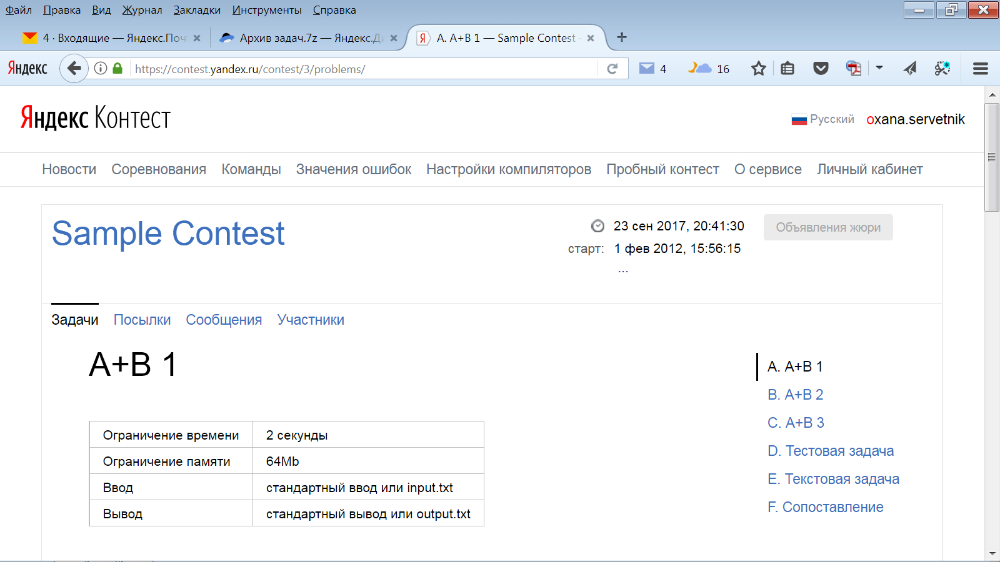 Файл Правка Вид Журнал Закладки Инструменты Справка
4 · Входящие — Яндекс.Поч Архив задач.7z — Яндекс.Ди Я A. A+B 1 — Sample Contest -
Яндекс https://contest.yandex.ru/contest/3/problems/ 4 16
Яндекс Контест
Русский oxana.servetnik
Новости Соревнования Команды Значения ошибок Настройки компиляторов Пробный контест О сервисе Личный кабинет
Sample Contest
23 сен 2017, 20:41:30 Объявления жюри
старт: 1 фев 2012, 15:56:15
...
Задачи Посылки Сообщения Участники
A+B 1
Ограничение времени 2 секунды
Ограничение памяти 64Mb
Ввод стандартный ввод или input.txt
Вывод стандартный вывод или output.txt
A. A+B 1
B. A+B 2
C. A+B 3
D. Тестовая задача
E. Текстовая задача
F. Сопоставление